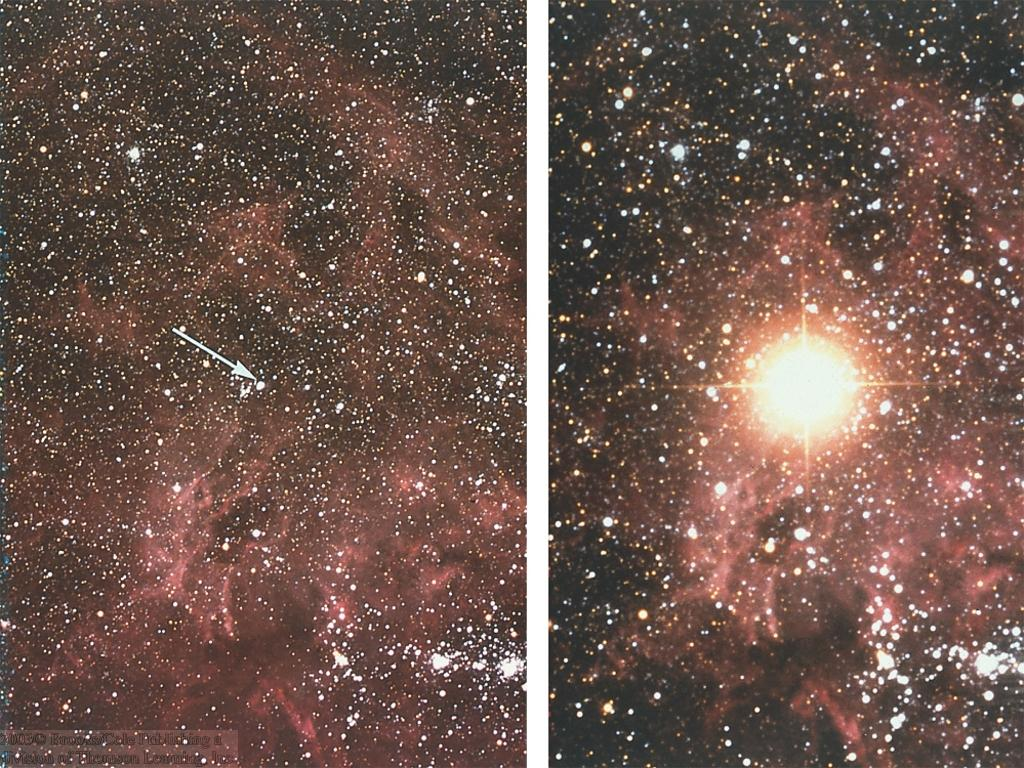 2003© Brooks/Cole Publishing a
division of Thomson Learning, Inc.